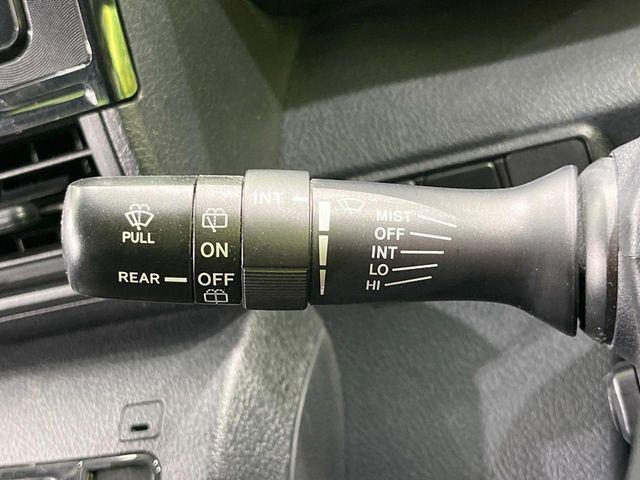 PULL
REAR
ON
OFF
INT
MIST
OFF
INT
LO
HI